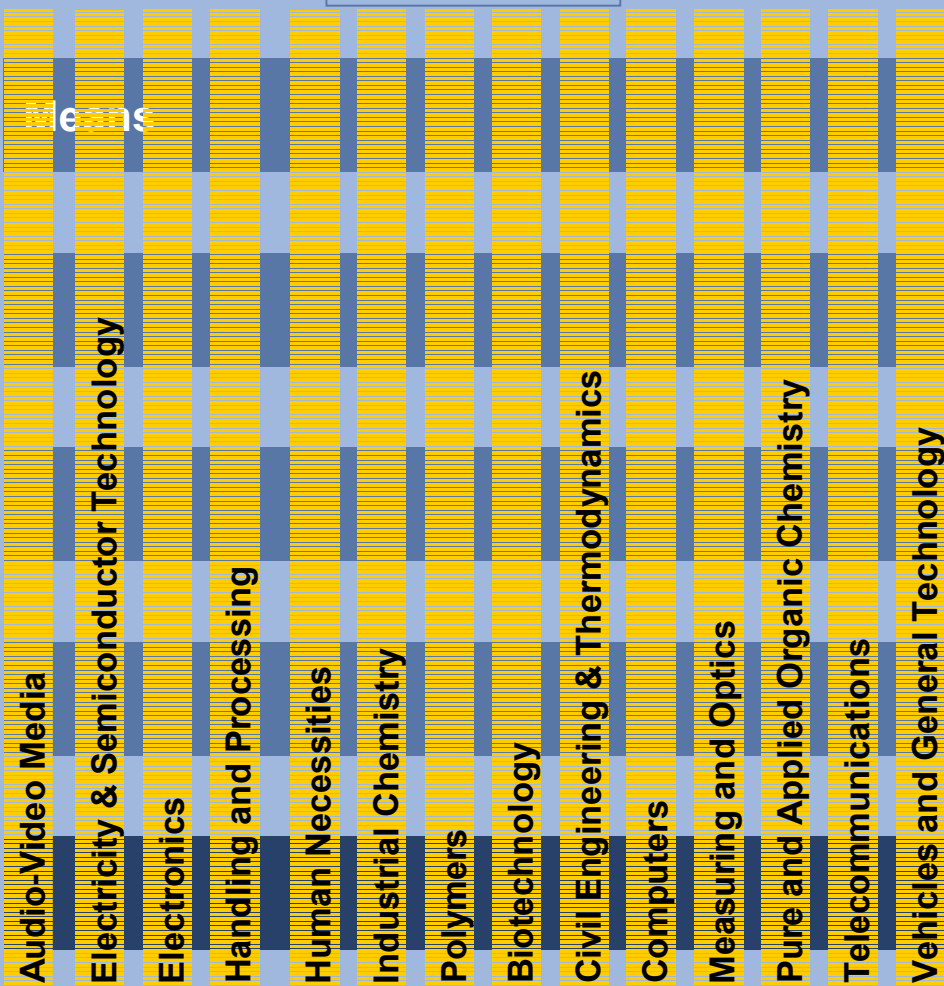 Means
Audio-Video Media
Electricity & Semiconductor Technology
Electronics
Handling and Processing
Human Necessities
Industrial Chemistry
Polymers
Biotechnology
Civil Engineering & Thermodynamics
Computers
Measuring and Optics
Pure and Applied Organic Chemistry
Telecommunications
Vehicles and General Technology